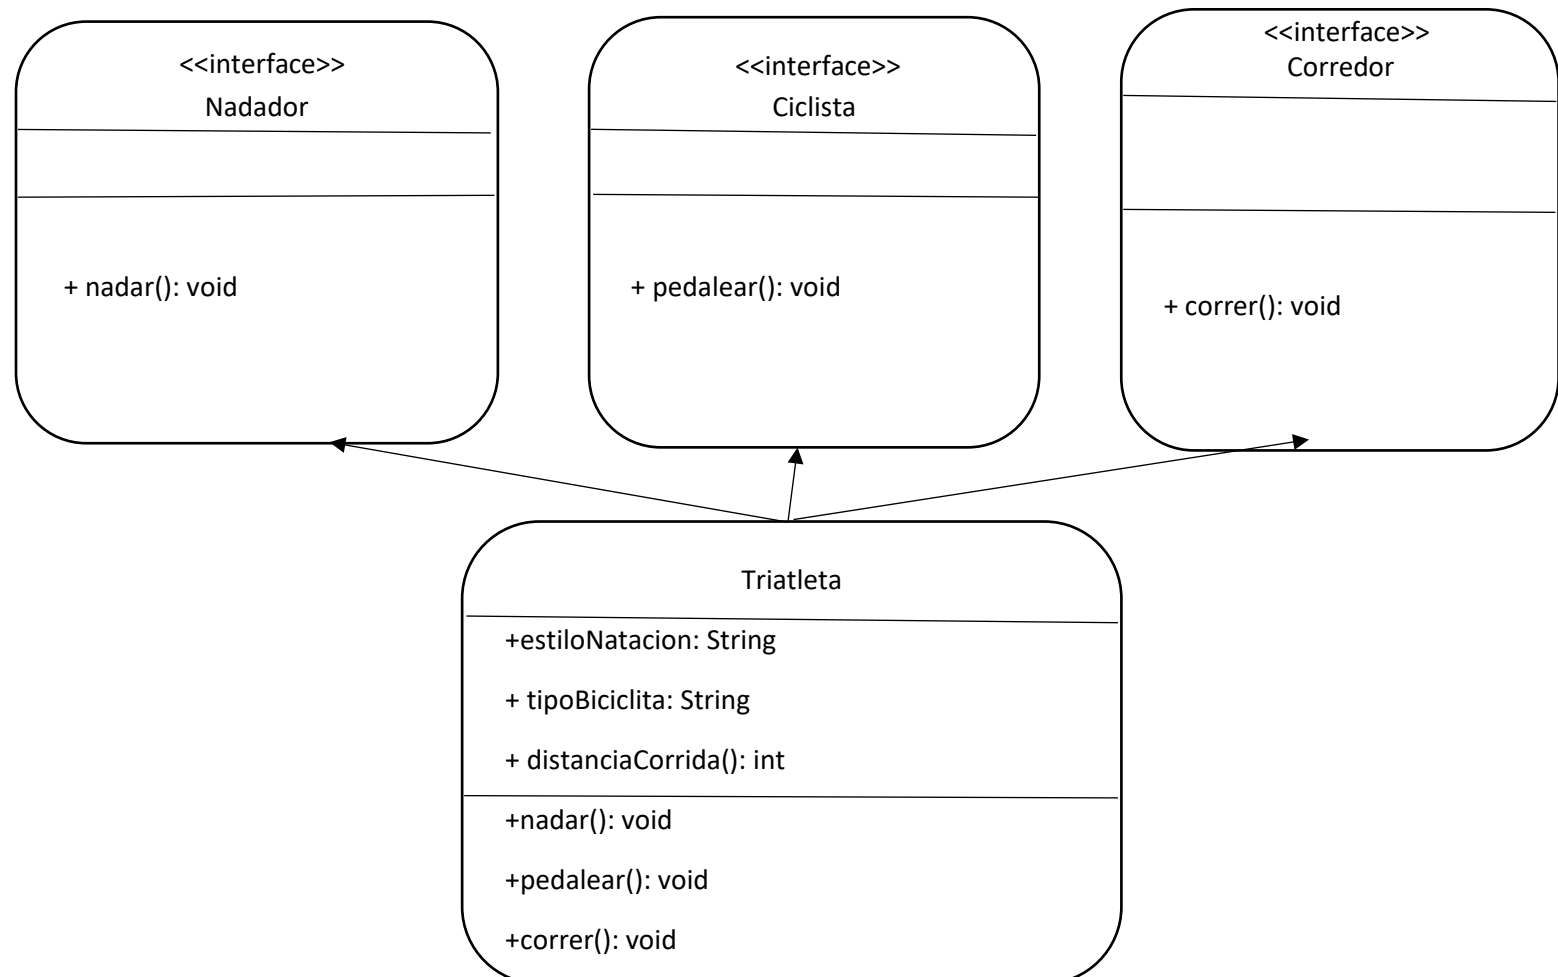 <<interface>>
Nadador
+ nadar(): void
<<interface>>
Ciclista
+ pedalear(): void
<<interface>>
Corredor
+ correr(): void
Triatleta
+estiloNatacion: String
+ tipoBiciclita: String
+ distanciaCorrida(): int
+nadar(): void
+pedalear(): void
+correr(): void